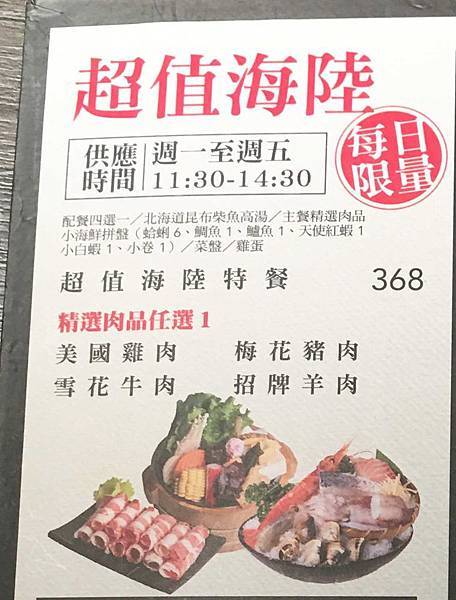 超值海陸
每日
限量
供應時間
週一至週五
11:30-14:30
配餐四選一／北海道昆布柴魚高湯／主餐精選肉品
小海鮮拼盤（蛤蜊 6、鯛魚 1、鱸魚 1、天使紅蝦 1
小白蝦 1、小卷 1）／菜盤／雞蛋
超值海陸特餐 368
精選肉品任選 1
美國雞肉 梅花豬肉
雪花牛肉 招牌羊肉